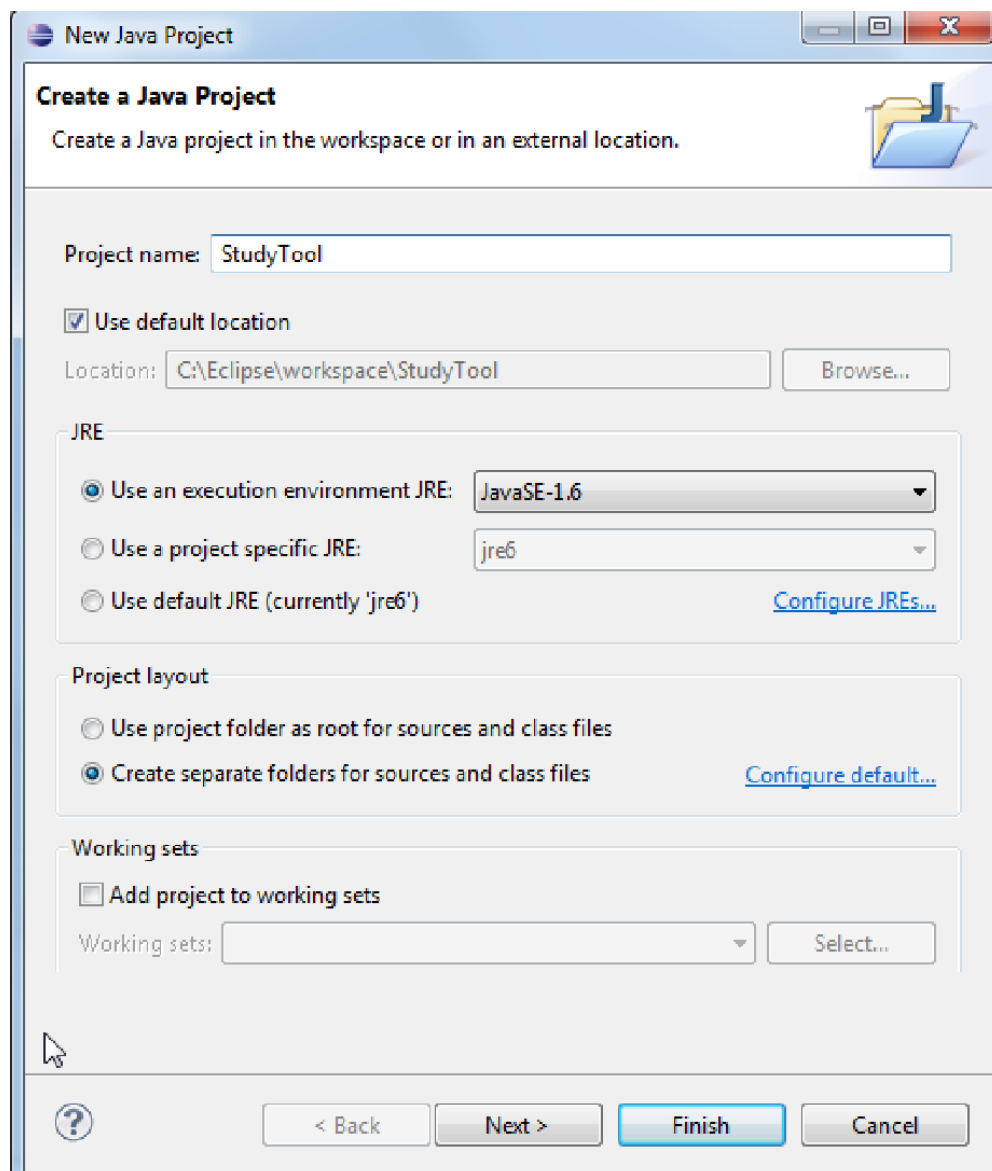 New Java Project
Create a Java Project
Create a Java project in the workspace or in an external location.
Project name: StudyTool
Use default location
Location: C:\Eclipse\workspace\StudyTool Browse...
JRE
Use an execution environment JRE: JavaSE-1.6
Use a project specific JRE: jre6
Use default JRE (currently 'jre6') Configure JREs...
Project layout
Use project folder as root for sources and class files
Create separate folders for sources and class files Configure default...
Working sets
Add project to working sets
Working sets: Select...
? < Back Next > Finish Cancel